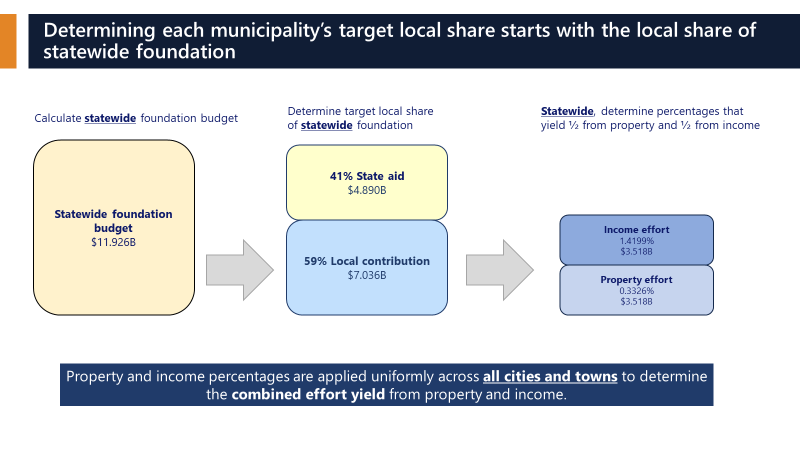 Determining each municipality's target local share starts with the local share of
statewide foundation
Calculate statewide foundation budget
Determine target local share
of statewide foundation
Statewide, determine percentages that
yield ½ from property and ½ from income
Statewide foundation
budget
$11.926B
41% State aid
$4.890B
59% Local contribution
$7.036B
Income effort
1.4199%
$3.518B
Property effort
0.3326%
$3.518B
Property and income percentages are applied uniformly across all cities and towns to determine
the combined effort yield from property and income.